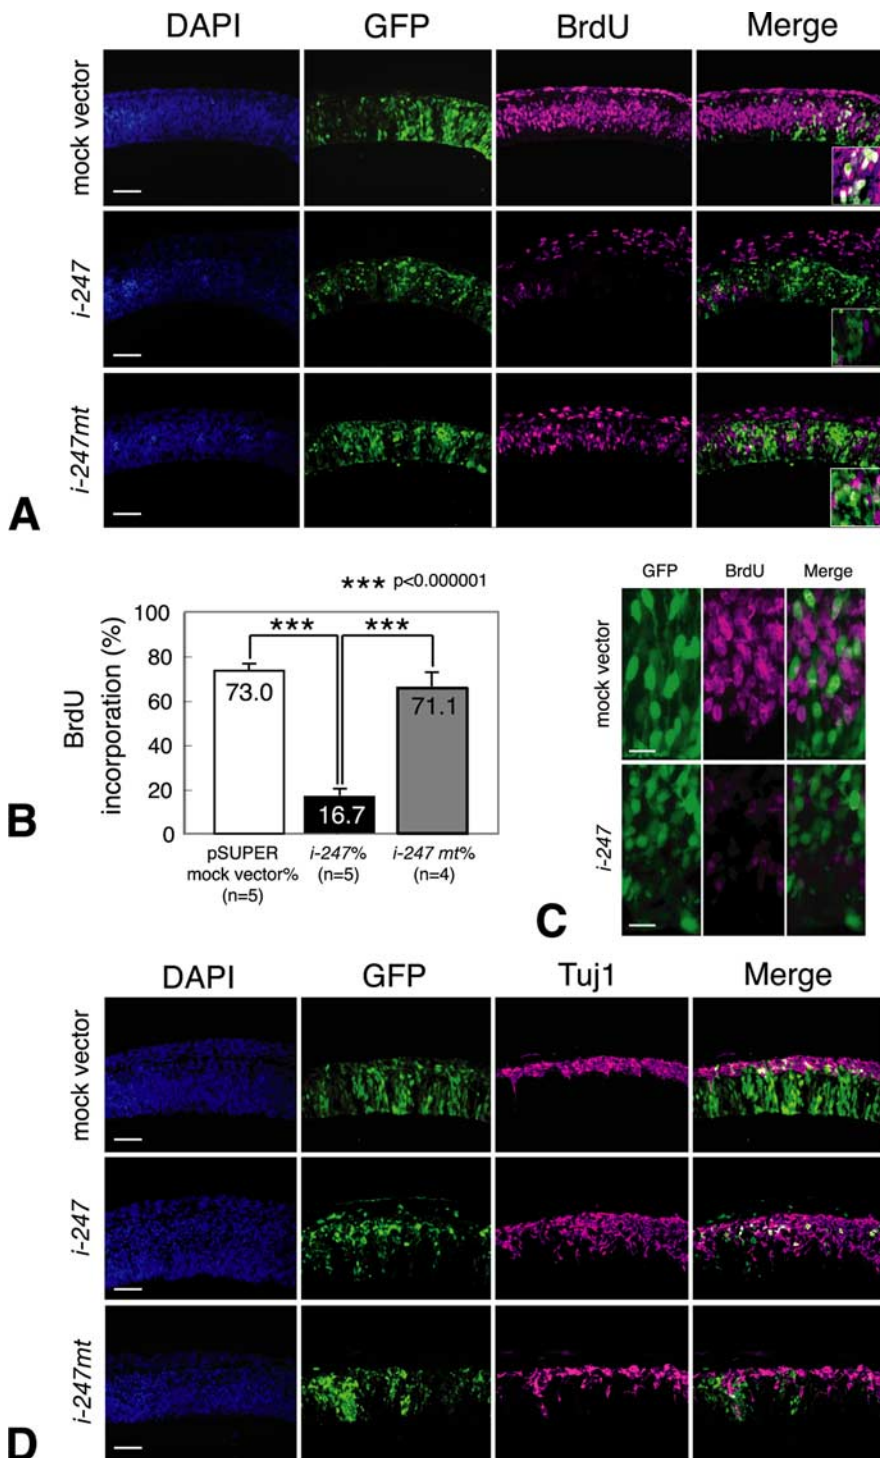 DAPI GFP BrdU Merge
mock vector
i-247
i-247mt
A
*** p<0.000001
BrdU
incorporation (%)
100
80
60
40
20
0
*** ***
73.0
16.7
71.1
pSUPER
mock vector%
(n=5)
i-247%
(n=5)
i-247 mt%
(n=4)
B
GFP BrdU Merge
mock vector
i-247
C
DAPI GFP Tuj1 Merge
mock vector
i-247
i-247mt
D